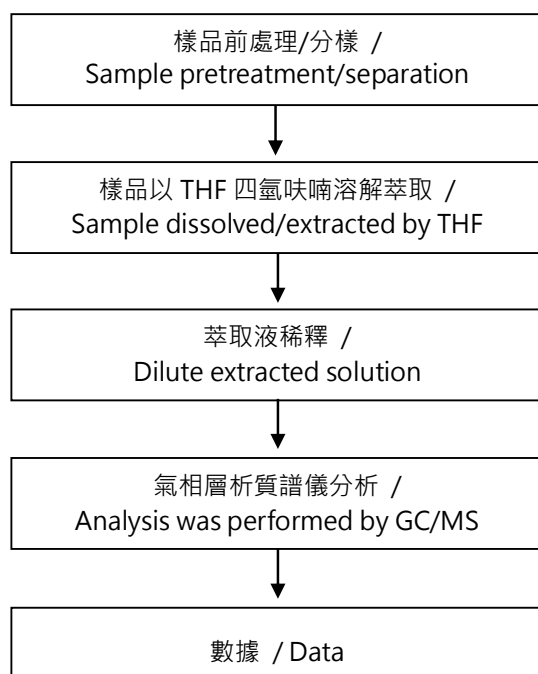 樣品前處理/分樣 /
Sample pretreatment/separation
樣品以 THF 四氫呋喃溶解萃取 /
Sample dissolved/extracted by THF
萃取液稀釋 /
Dilute extracted solution
氣相層析質譜儀分析 /
Analysis was performed by GC/MS
數據 / Data